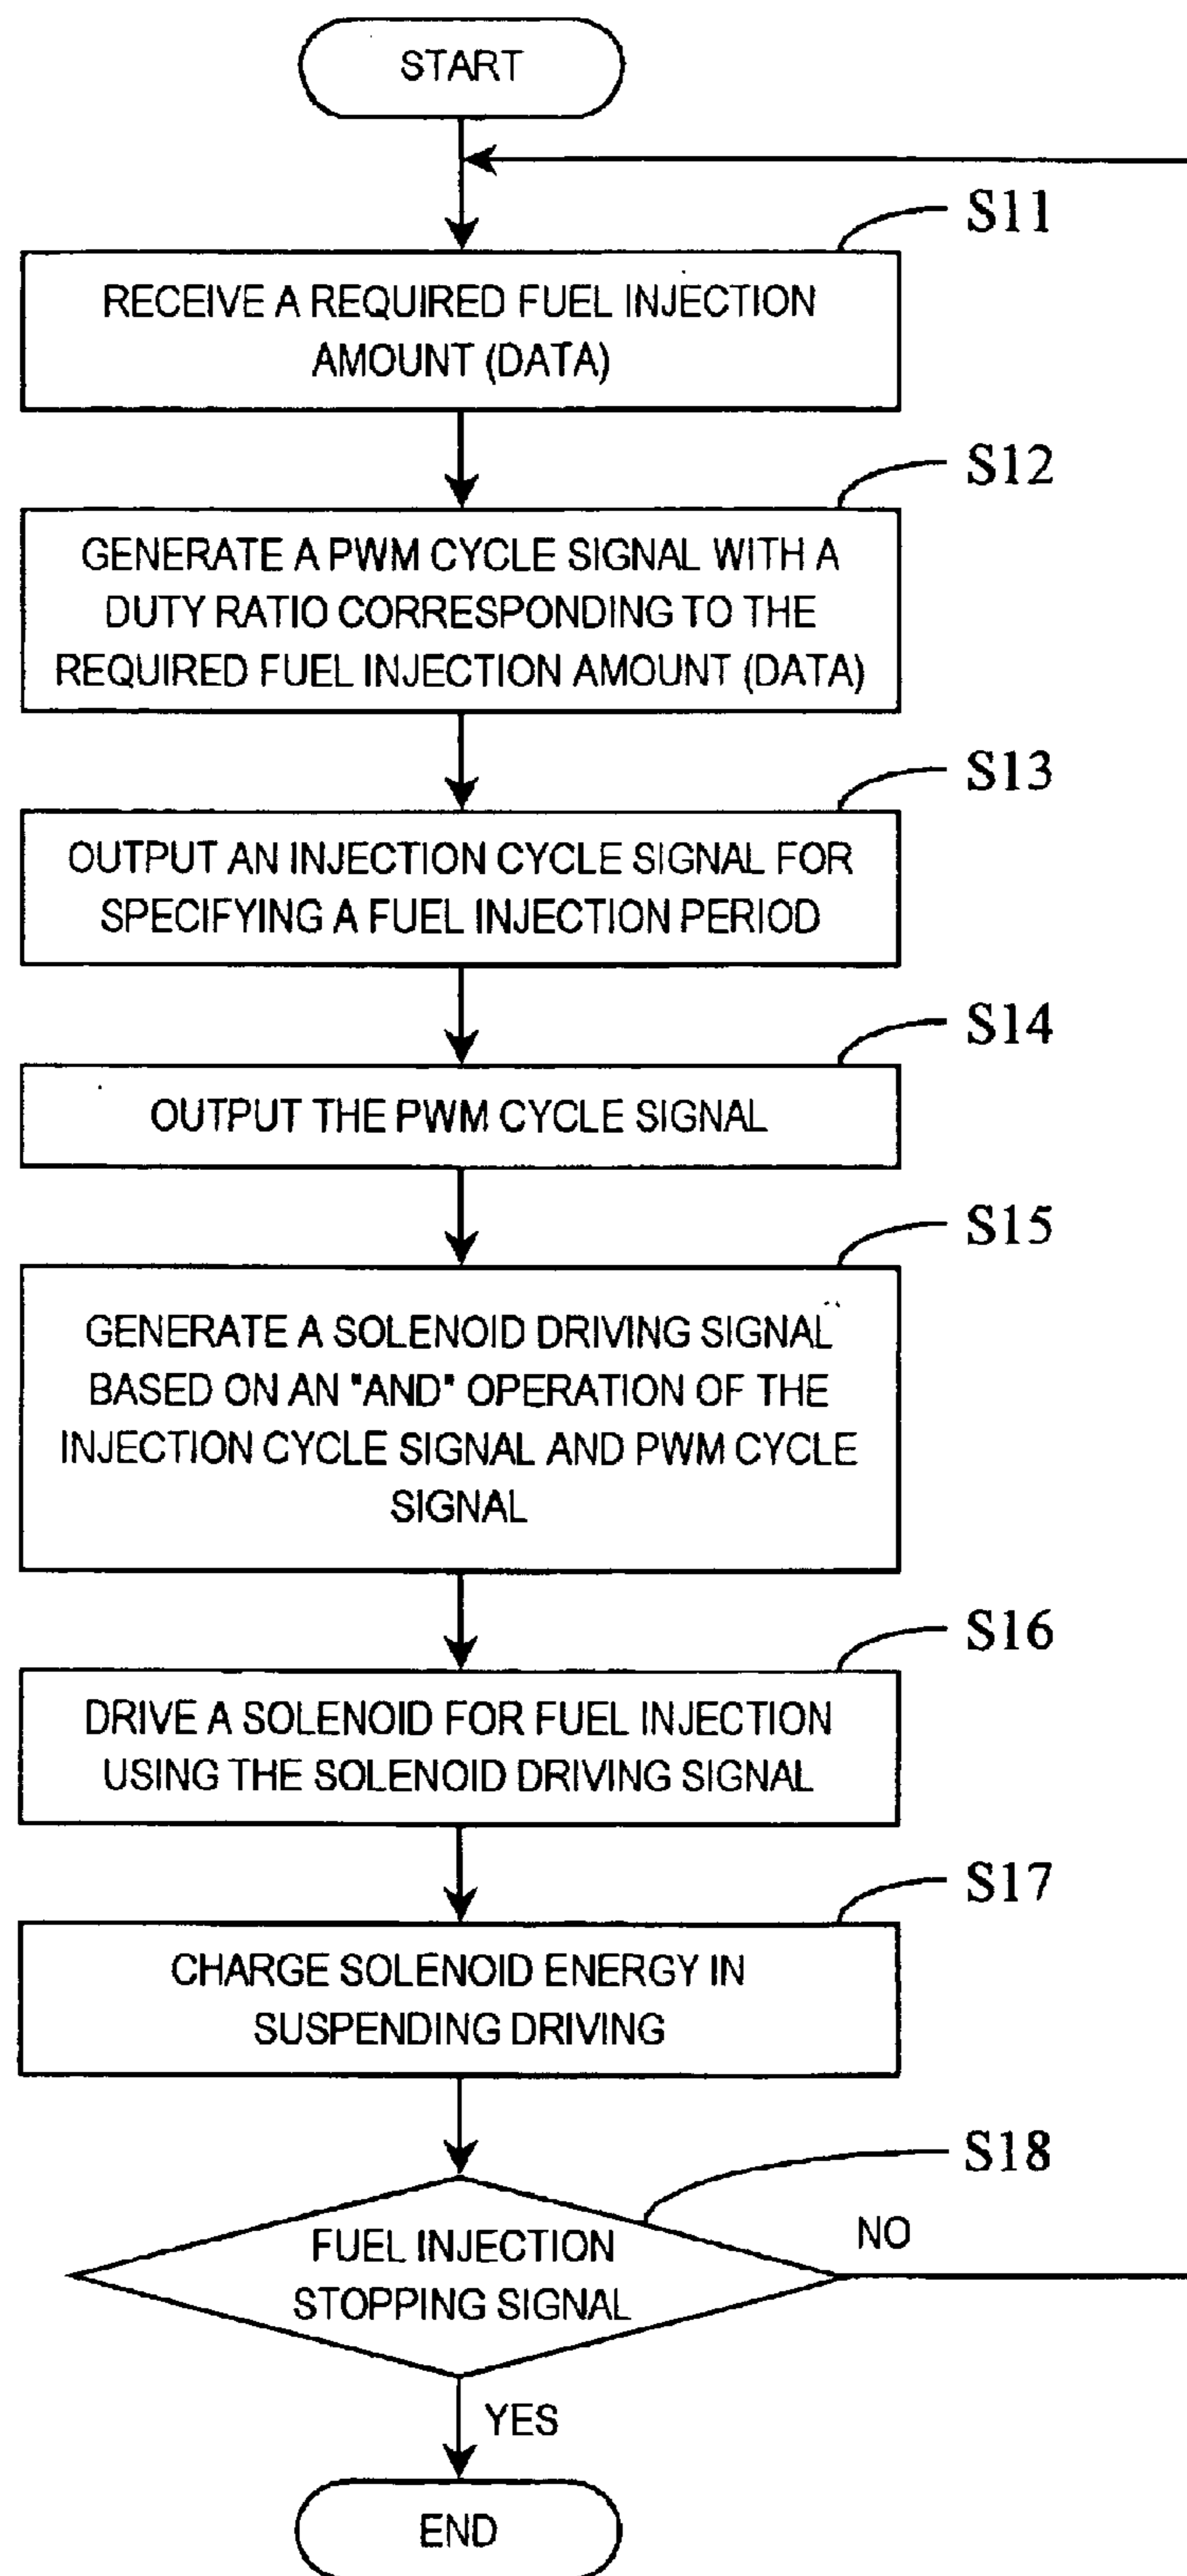 START
S11
RECEIVE A REQUIRED FUEL INJECTION
AMOUNT (DATA)
S12
GENERATE A PWM CYCLE SIGNAL WITH A
DUTY RATIO CORRESPONDING TO THE
REQUIRED FUEL INJECTION AMOUNT (DATA)
S13
OUTPUT AN INJECTION CYCLE SIGNAL FOR
SPECIFYING A FUEL INJECTION PERIOD
S14
OUTPUT THE PWM CYCLE SIGNAL
S15
GENERATE A SOLENOID DRIVING SIGNAL
BASED ON AN "AND" OPERATION OF THE
INJECTION CYCLE SIGNAL AND PWM CYCLE
SIGNAL
S16
DRIVE A SOLENOID FOR FUEL INJECTION
USING THE SOLENOID DRIVING SIGNAL
S17
CHARGE SOLENOID ENERGY IN
SUSPENDING DRIVING
S18
FUEL INJECTION
STOPPING SIGNAL
NO
YES
END